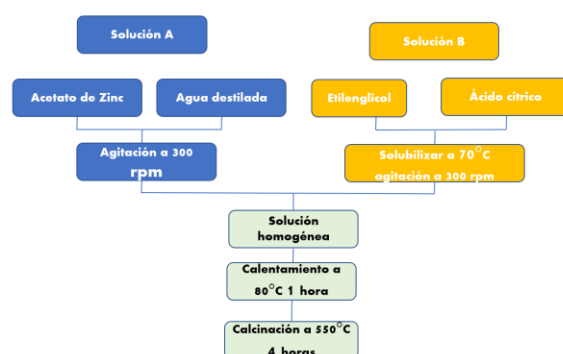 Solución A
Solución B
Acetato de Zinc
Agua destilada
Etilenglicol
Ácido cítrico
Agitación a 300
rpm
Solubilizar a 70°C
agitación a 300 rpm
Solución
homogénea
Calentamiento a
80°C 1 hora
Calcinación a 550°C
4 horas